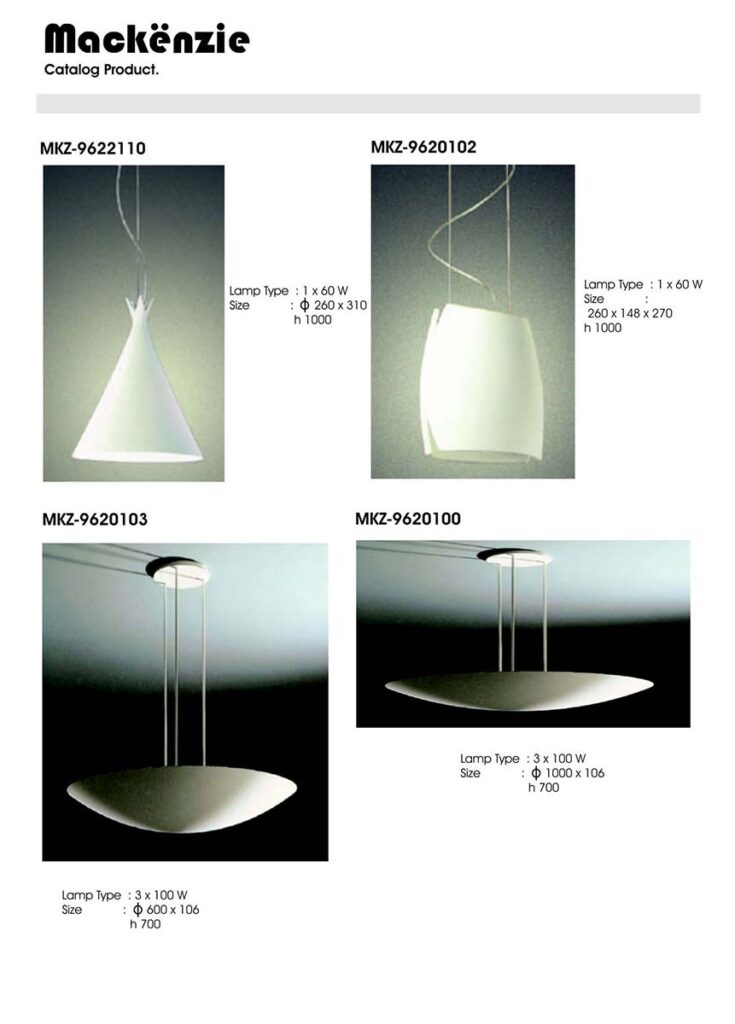 Mackënzie
Catalog Product.
MKZ-9622110
Lamp Type : 1 x 60 W
Size : ϕ 260 x 310
h 1000
MKZ-9620102
Lamp Type : 1 x 60 W
Size :
260 x 148 x 270
h 1000
MKZ-9620103
Lamp Type : 3 x 100 W
Size : ϕ 600 x 106
h 700
MKZ-9620100
Lamp Type : 3 x 100 W
Size : ϕ 1000 x 106
h 700